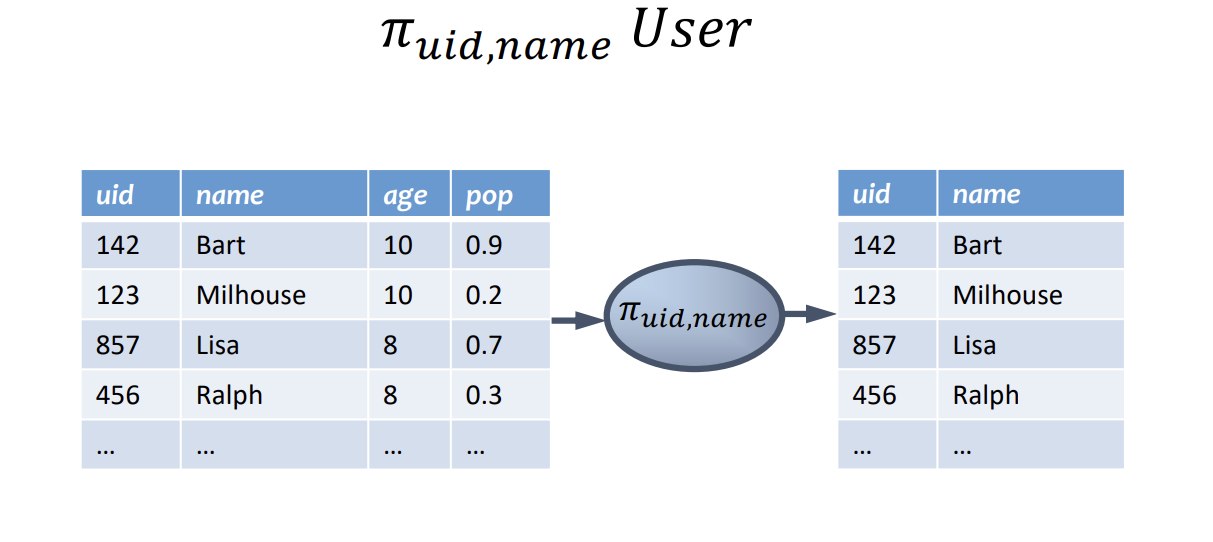 π uid,name User
uid name age pop
142 Bart 10 0.9
123 Milhouse 10 0.2
857 Lisa 8 0.7
456 Ralph 8 0.3
... ... ... ...
π uid,name
uid name
142 Bart
123 Milhouse
857 Lisa
456 Ralph
... ...